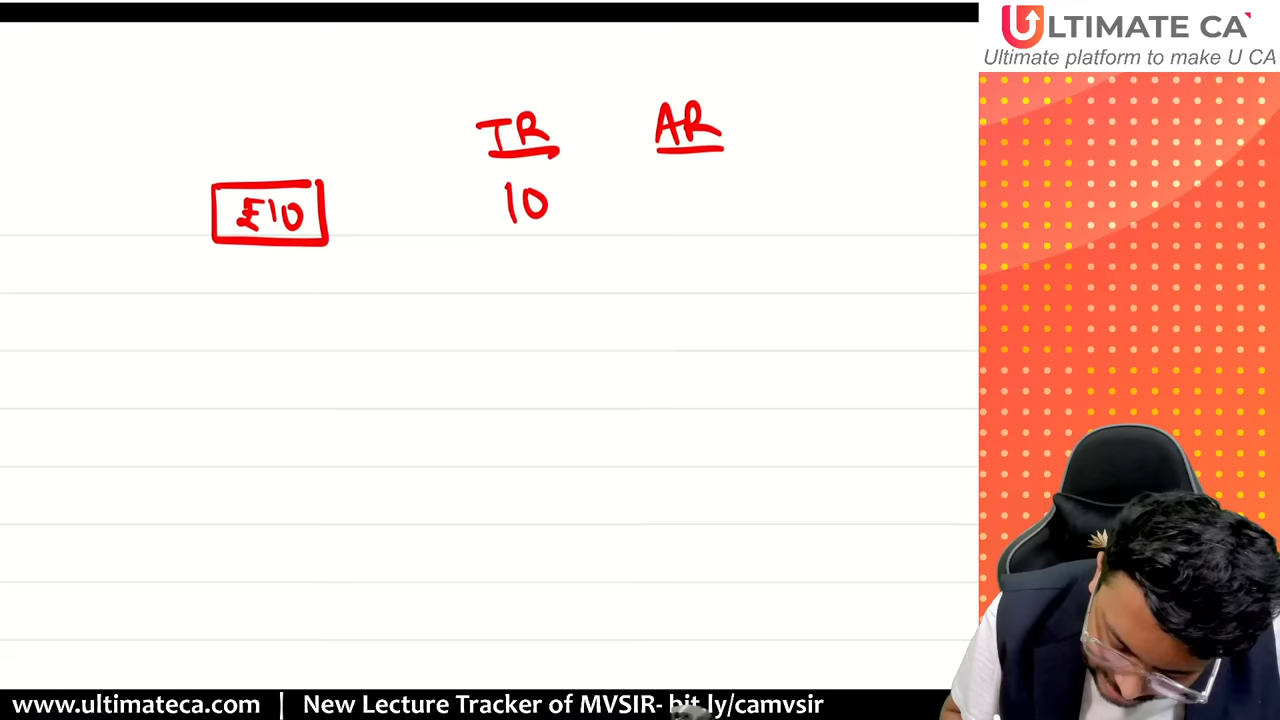 ULTIMATE CA
Ultimate platform to make U CA
TR AR
£10 10
www.ultimateca.com | New Lecture Tracker of MVSIR- bit.ly/camvsir